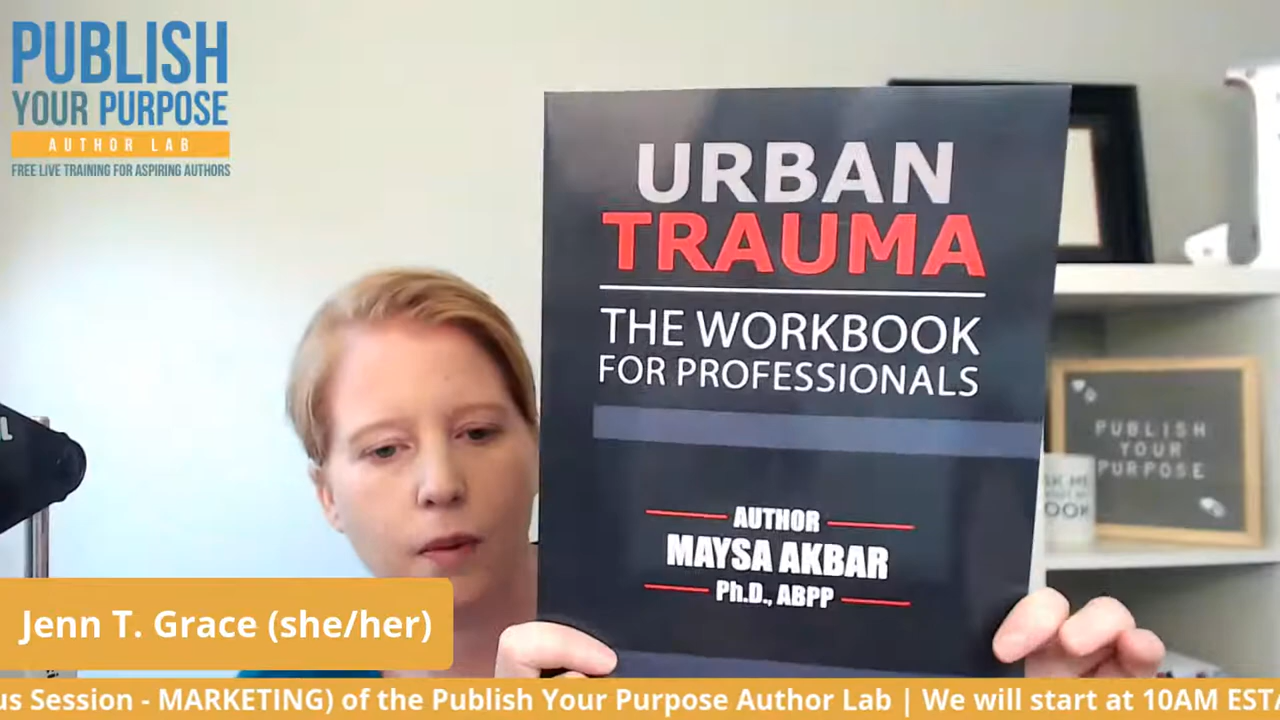 PUBLISH
YOUR PURPOSE
AUTHOR LAB
FREE LIVE TRAINING FOR ASPIRING AUTHORS
URBAN
TRAUMA
THE WORKBOOK
FOR PROFESSIONALS
AUTHOR
MAYSA AKBAR
Ph.D., ABPP
PUBLISH
YOUR
PURPOSE
ME
OOK
Jenn T. Grace (she/her)
us Session - MARKETING) of the Publish Your Purpose Author Lab | We will start at 10AM EST